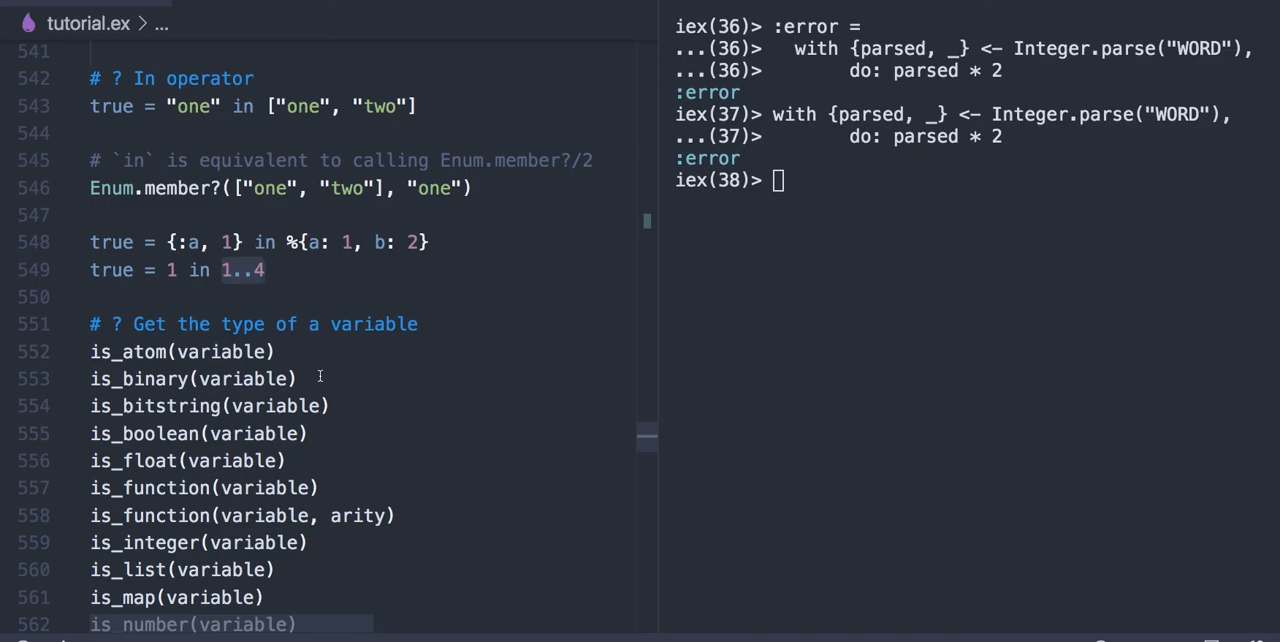 tutorial.ex > ...
541
542 # ? In operator
543 true = "one" in ["one", "two"]
544
545 # `in` is equivalent to calling Enum.member?/2
546 Enum.member?(["one", "two"], "one")
547
548 true = {:a, 1} in %{a: 1, b: 2}
549 true = 1 in 1..4
550
551 # ? Get the type of a variable
552 is_atom(variable)
553 is_binary(variable)
554 is_bitstring(variable)
555 is_boolean(variable)
556 is_float(variable)
557 is_function(variable)
558 is_function(variable, arity)
559 is_integer(variable)
560 is_list(variable)
561 is_map(variable)
562 is_number(variable)
iex(36)> :error =
...(36)>   with {parsed, _} <- Integer.parse("WORD"),
...(36)>        do: parsed * 2
:error
iex(37)> with {parsed, _} <- Integer.parse("WORD"),
...(37)>        do: parsed * 2
:error
iex(38)>